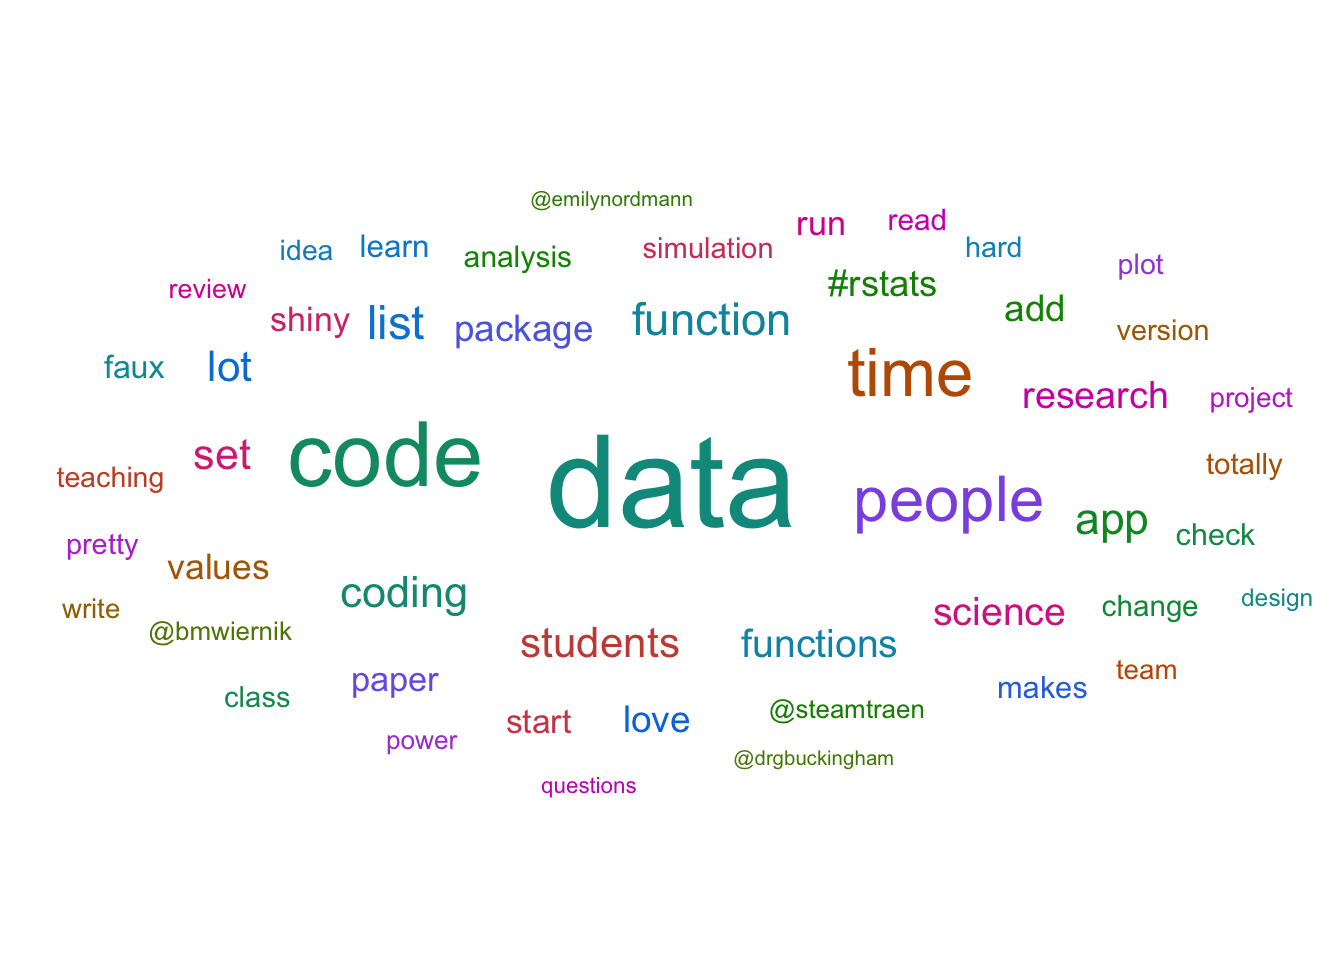 @emilynordmann
run
read
idea
learn
analysis
simulation
hard
plot
review
#rstats
shiny
list
package
function
add
version
faux
lot
time
research
project
teaching
set
code
data
people
totally
app
check
pretty
values
coding
science
change
design
write
@bmwiernik
students
functions
team
class
paper
makes
start
love
@steamtraen
power
@drgbuckingham
questions